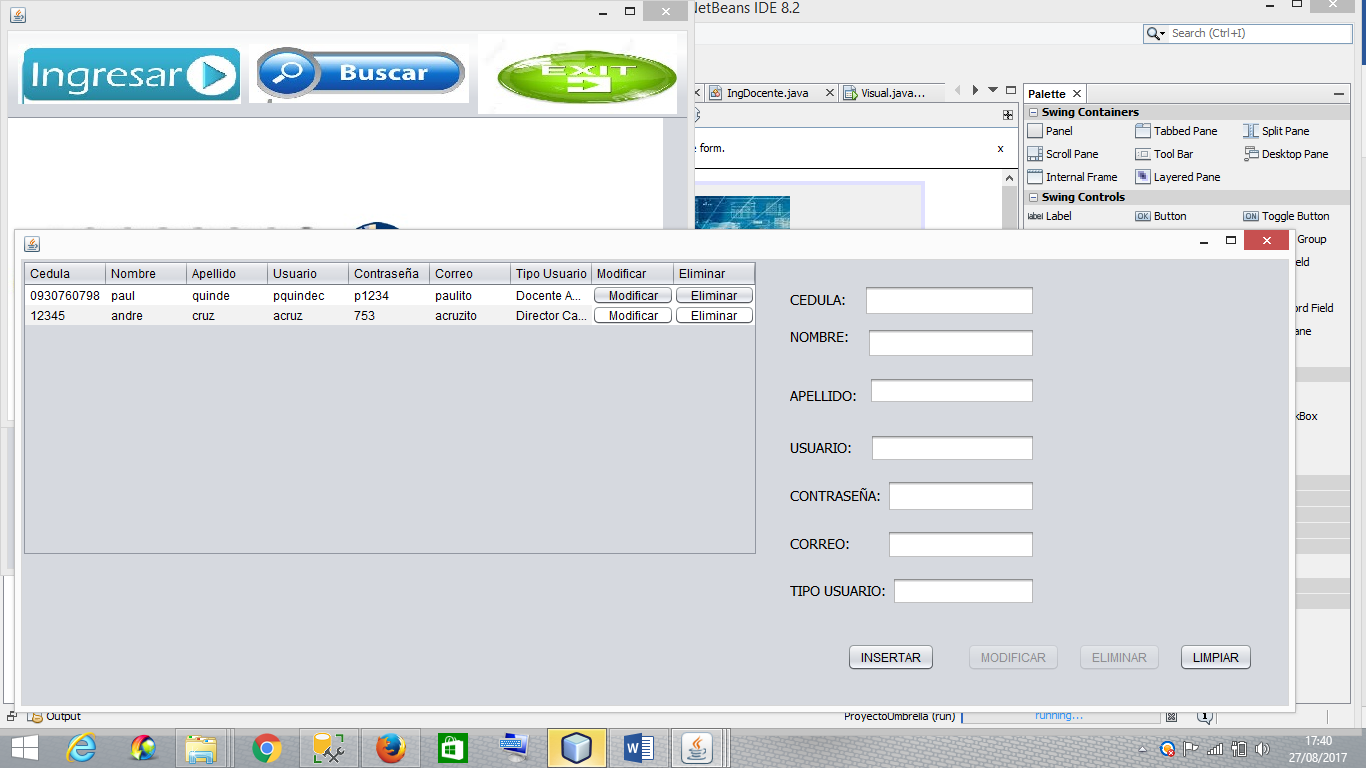 NetBeans IDE 8.2
Search (Ctrl+I)
Ingresar
Buscar
EXIT
IngDocente.java
Visual.java...
Palette
Swing Containers
Panel
Tabbed Pane
Split Pane
Scroll Pane
Tool Bar
Desktop Pane
Internal Frame
Layered Pane
Swing Controls
label Label
OK Button
ON Toggle Button
form.
x
Group
Cedula Nombre Apellido Usuario Contraseña Correo Tipo Usuario Modificar Eliminar
0930760798 paul quinde pquindec p1234 paulito Docente A... Modificar Eliminar
12345 andre cruz acruz 753 acruzito Director Ca... Modificar Eliminar
CEDULA:
NOMBRE:
APELLIDO:
USUARIO:
CONTRASEÑA:
CORREO:
TIPO USUARIO:
INSERTAR MODIFICAR ELIMINAR LIMPIAR
Field
Output
ProyectoUmbrella (run)
running...
17:40
27/08/2017